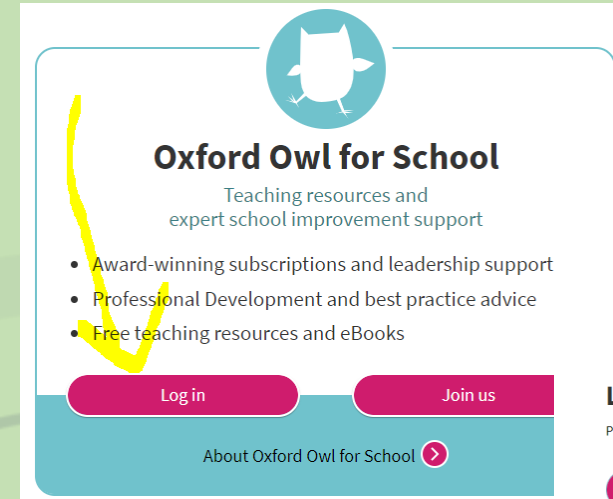 Oxford Owl for School
Teaching resources and
expert school improvement support
• Award-winning subscriptions and leadership support
• Professional Development and best practice advice
• Free teaching resources and eBooks
Log in
Join us
About Oxford Owl for School